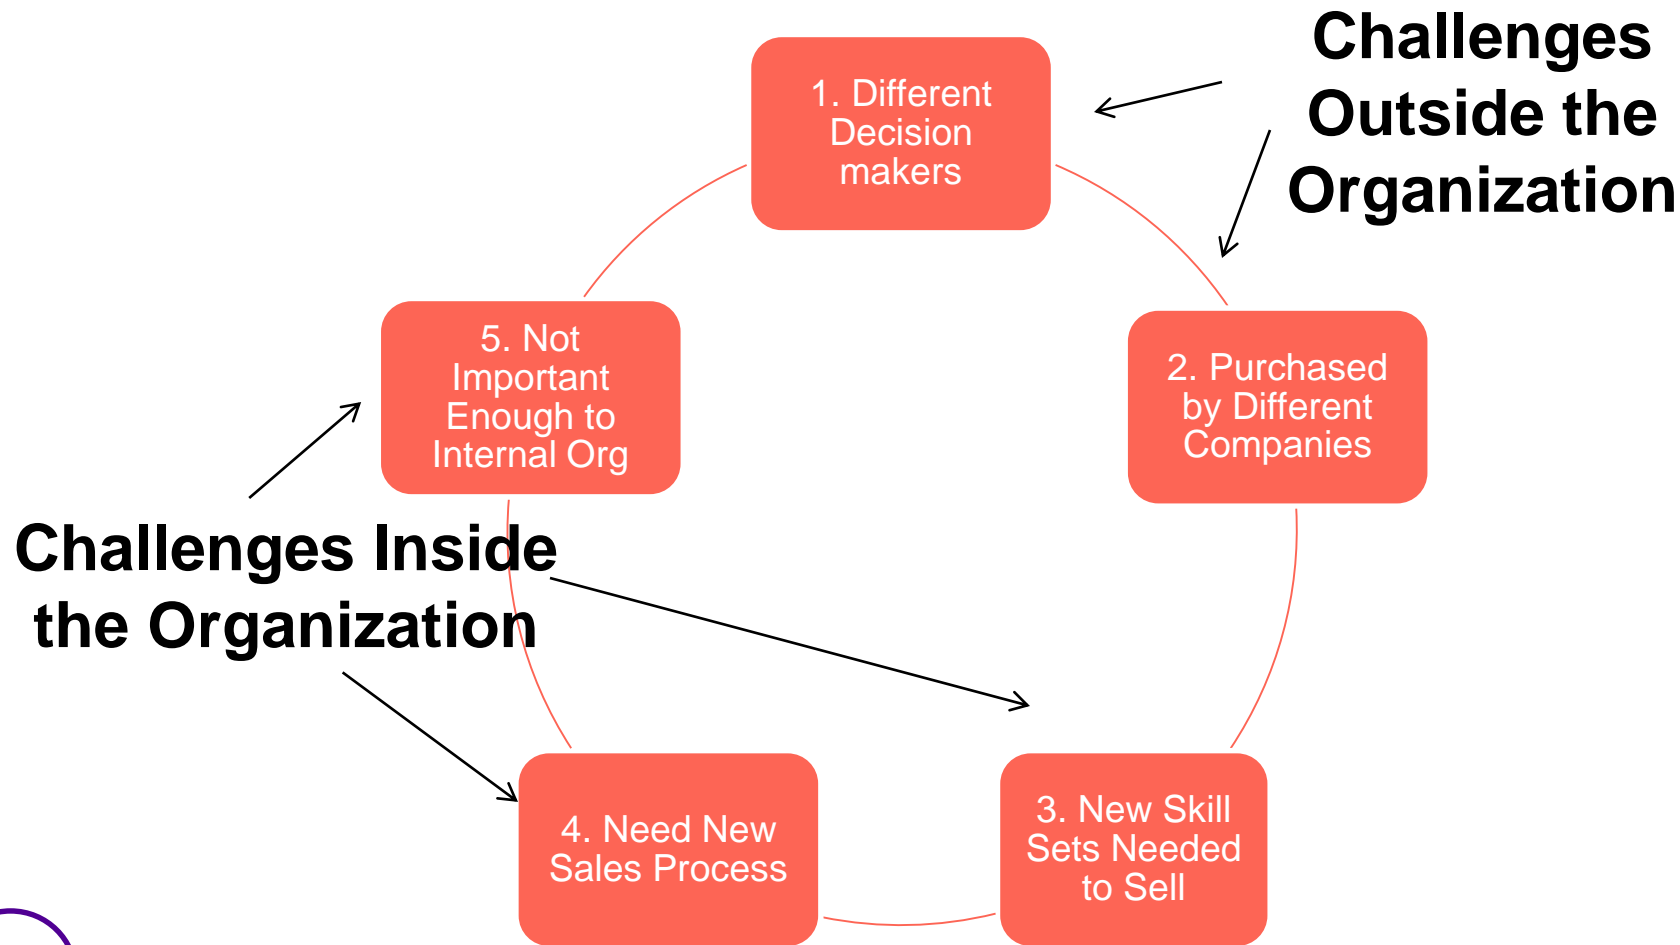 Challenges
Outside the
Organization
1. Different
Decision
makers
2. Purchased
by Different
Companies
3. New Skill
Sets Needed
to Sell
4. Need New
Sales Process
5. Not
Important
Enough to
Internal Org
Challenges Inside
the Organization